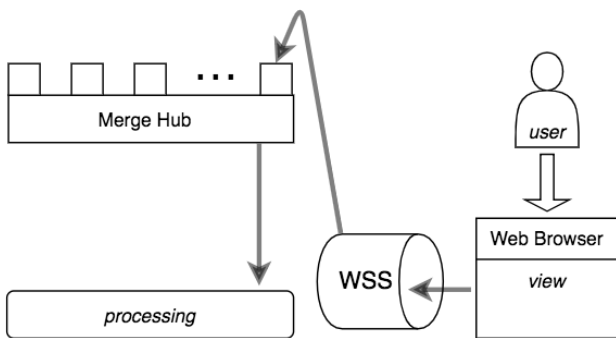 ...
Merge Hub
user
Web Browser
WSS
view
processing